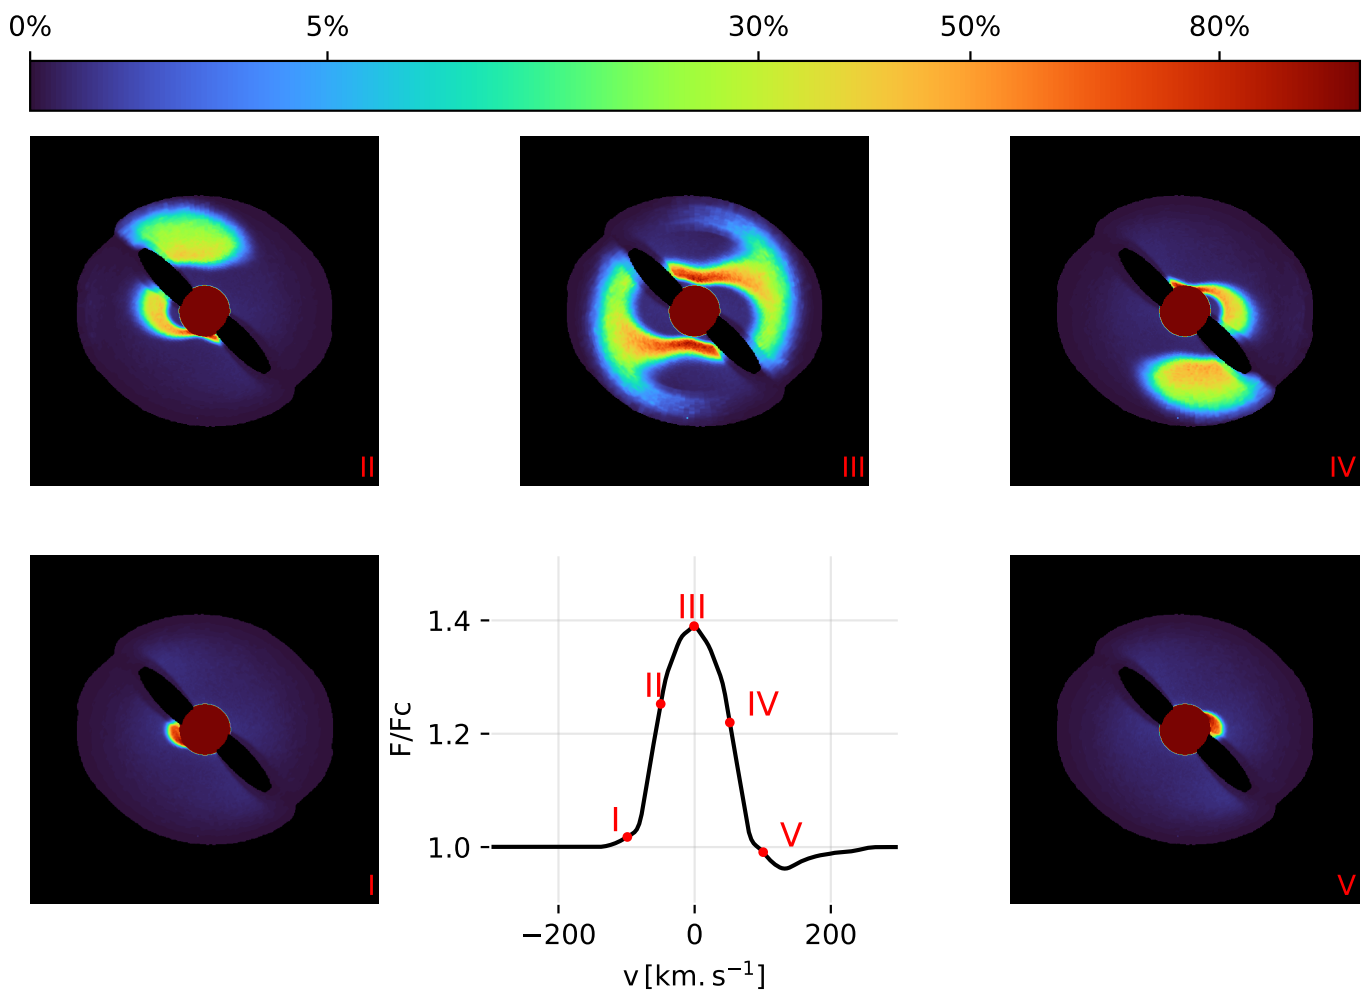 0% 5% 30% 50% 80%
II
III
IV
I
V
F/Fc
1.4
1.2
1.0
III
II
IV
I
V
−200 0 200
v [km. s⁻¹]